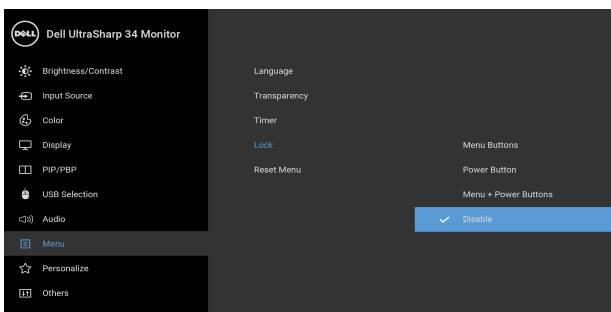 DELL Dell UltraSharp 34 Monitor
Brightness/Contrast
Input Source
Color
Display
PIP/PBP
USB Selection
Audio
Menu
Personalize
Others
Language
Transparency
Timer
Lock
Reset Menu
Menu Buttons
Power Button
Menu + Power Buttons
Disable